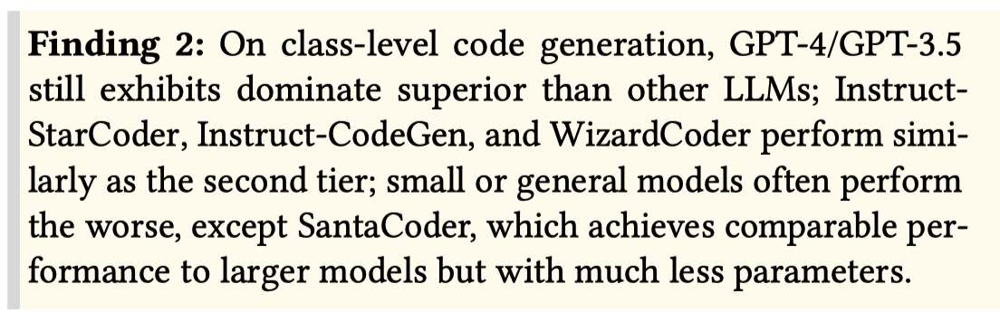 Finding 2: On class-level code generation, GPT-4/GPT-3.5
still exhibits dominate superior than other LLMs; Instruct-
StarCoder, Instruct-CodeGen, and WizardCoder perform simi-
larly as the second tier; small or general models often perform
the worse, except SantaCoder, which achieves comparable per-
formance to larger models but with much less parameters.